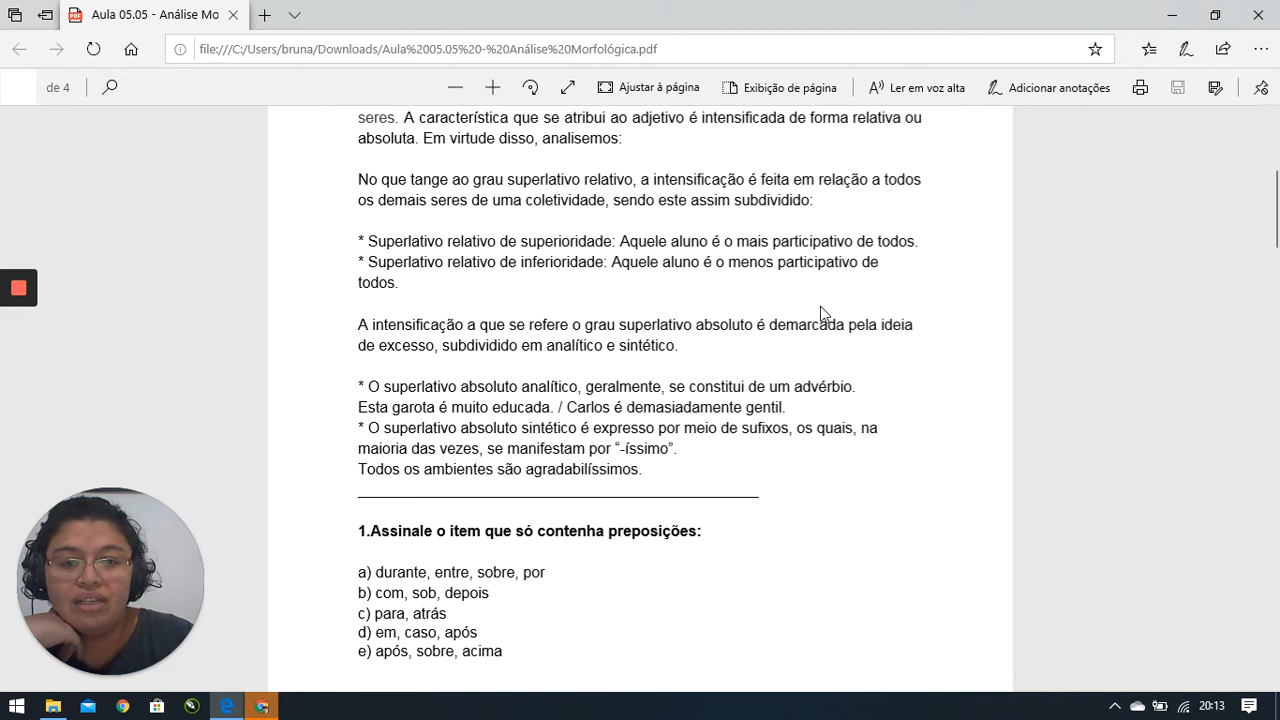 Aula 05.05 - Análise Mo
file:///C:/Users/bruna/Downloads/Aula%2005.05%20-%20Análise%20Morfológica.pdf
de 4
Ajustar à página
Exibição de página
Ler em voz alta
Adicionar anotações
seres. A característica que se atribui ao adjetivo é intensificada de forma relativa ou
absoluta. Em virtude disso, analisemos:
No que tange ao grau superlativo relativo, a intensificação é feita em relação a todos
os demais seres de uma coletividade, sendo este assim subdividido:
* Superlativo relativo de superioridade: Aquele aluno é o mais participativo de todos.
* Superlativo relativo de inferioridade: Aquele aluno é o menos participativo de
todos.
A intensificação a que se refere o grau superlativo absoluto é demarcada pela ideia
de excesso, subdividido em analítico e sintético.
* O superlativo absoluto analítico, geralmente, se constitui de um advérbio.
Esta garota é muito educada. / Carlos é demasiadamente gentil.
* O superlativo absoluto sintético é expresso por meio de sufixos, os quais, na
maioria das vezes, se manifestam por “-íssimo”.
Todos os ambientes são agradabilíssimos.
1.Assinale o item que só contenha preposições:
a) durante, entre, sobre, por
b) com, sob, depois
c) para, atrás
d) em, caso, após
e) após, sobre, acima
20:13